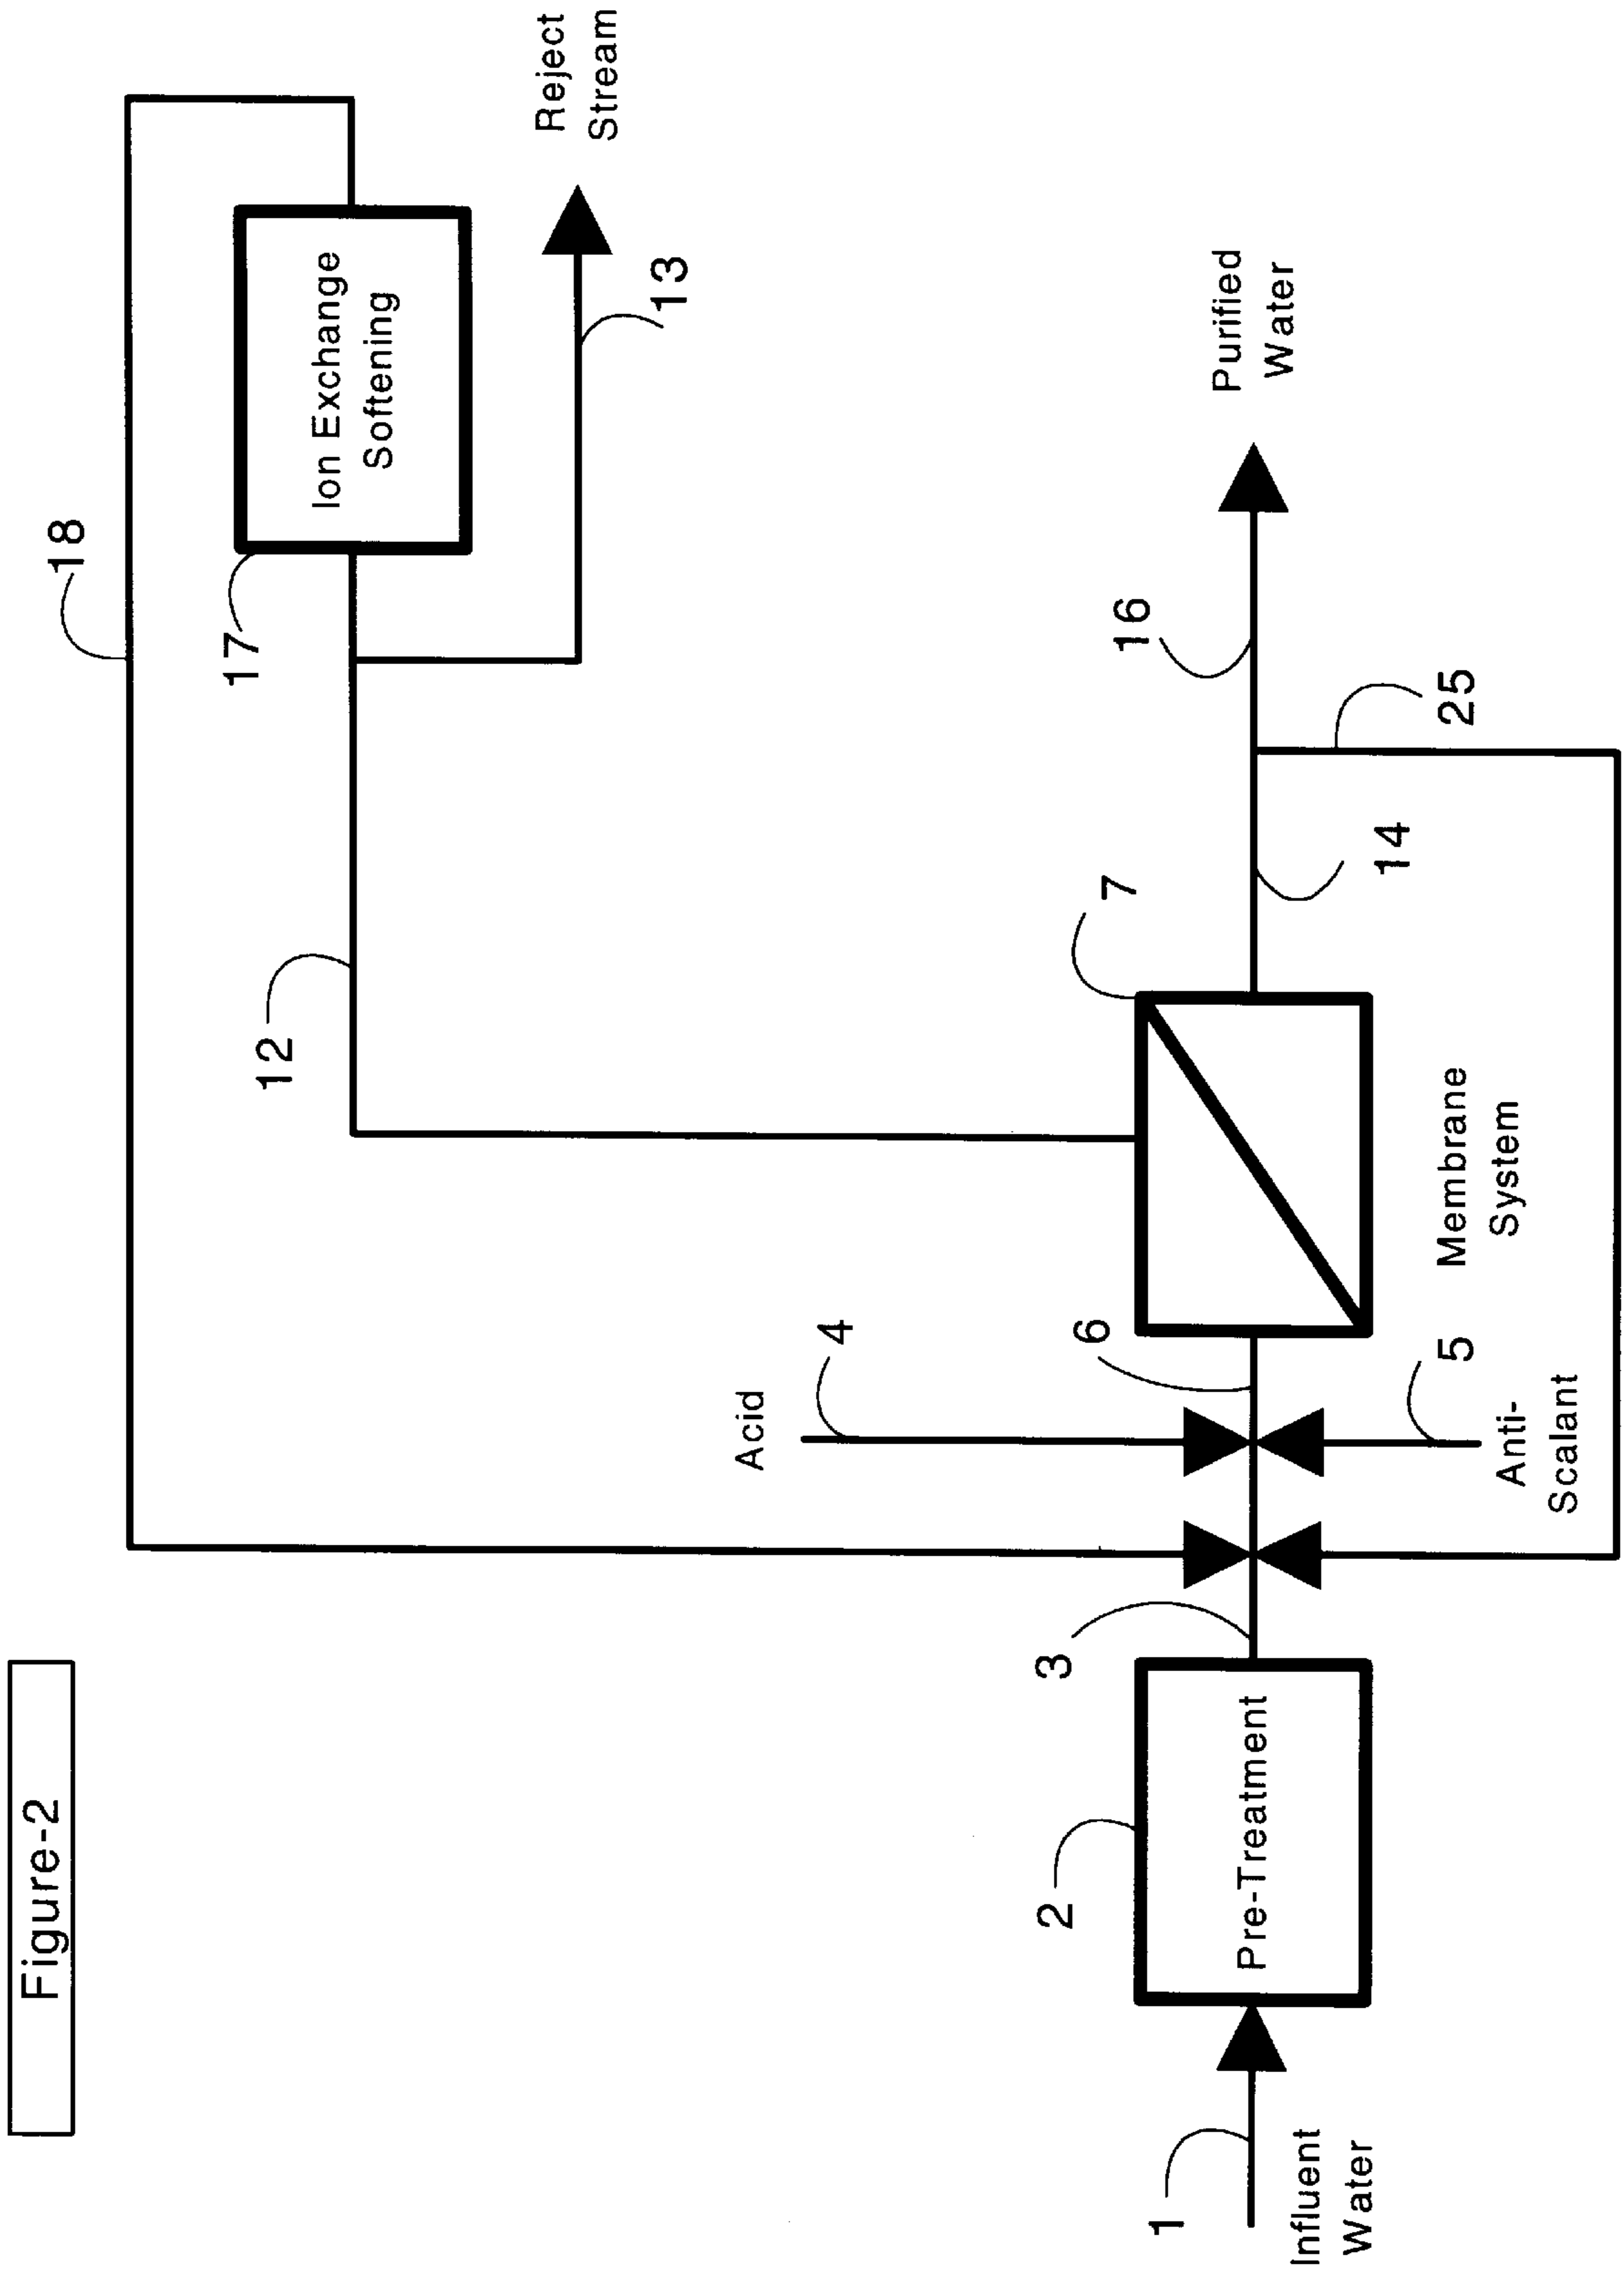 Figure-2
18
17
Ion Exchange
Softening
12
13
Reject
Stream
Acid
4
6
7
16
14
25
Purified
Water
3
2
Pre-Treatment
1
Influent
Water
Membrane
System
5
Anti-
Scalant